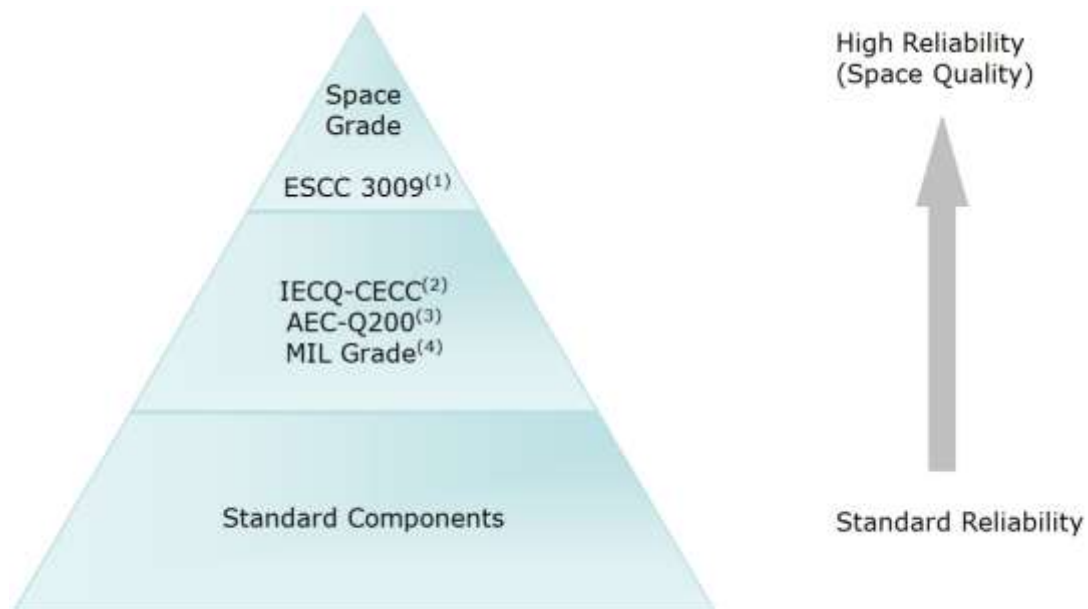 Space
Grade
ESCC 3009(1)
IECQ-CECC(2)
AEC-Q200(3)
MIL Grade(4)
Standard Components
High Reliability
(Space Quality)
Standard Reliability